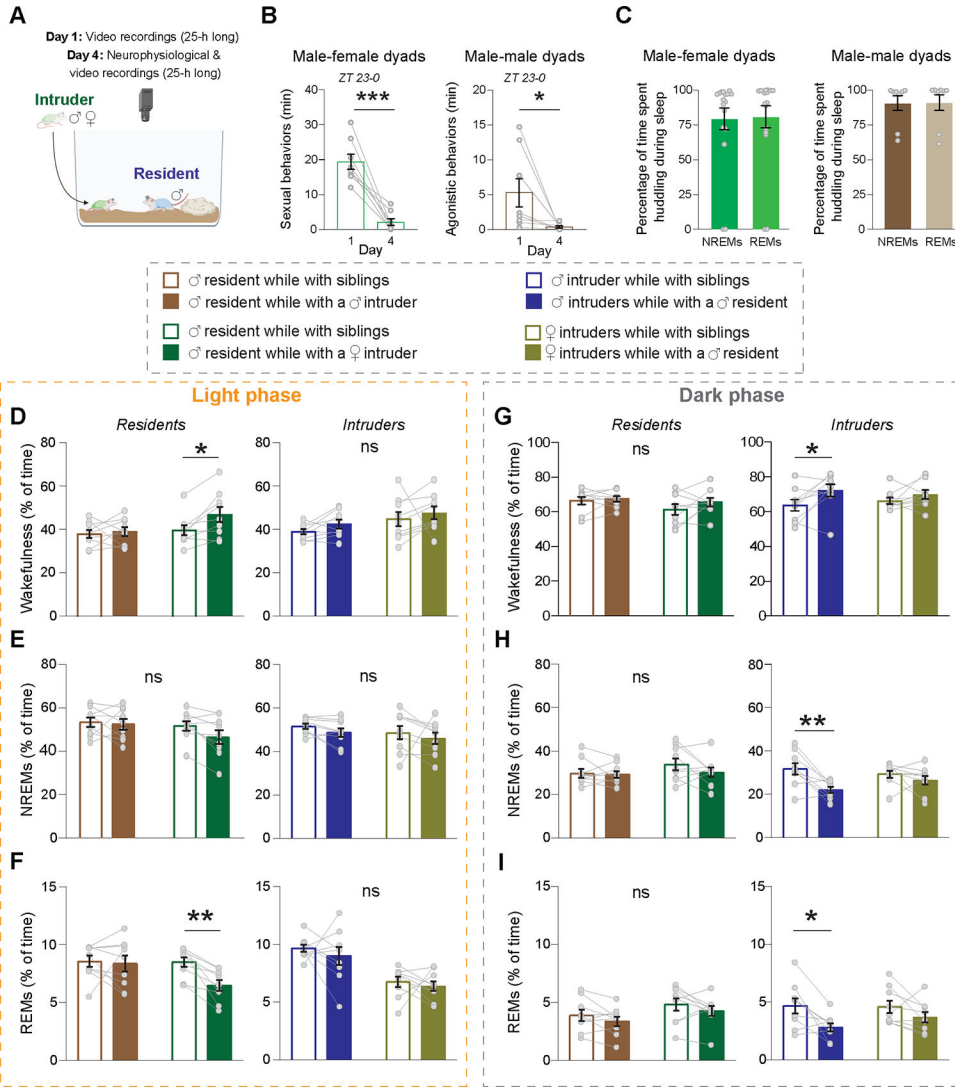 A
Day 1: Video recordings (25-h long)
Day 4: Neurophysiological &
video recordings (25-h long)
Intruder
♂ ♀
Resident
♂
B
Male-female dyads
ZT 23-0
***
Sexual behaviors (min)
40
30
20
10
0
1 4
Day
Male-male dyads
ZT 23-0
*
Agonistic behaviors (min)
20
15
10
5
0
1 4
Day
C
Male-female dyads
Percentage of time spent
huddling during sleep
100
75
50
25
0
NREMs REMs
Male-male dyads
Percentage of time spent
huddling during sleep
100
75
50
25
0
NREMs REMs
♂ resident while with siblings
♂ resident while with a ♂ intruder
♂ resident while with siblings
♂ resident while with a ♀ intruder
♂ intruder while with siblings
♂ intruders while with a ♂ resident
♀ intruders while with siblings
♀ intruders while with a ♂ resident
Light phase
D
Residents
*
Wakefulness (% of time)
80
60
40
20
0
Intruders
ns
80
60
40
20
0
E
ns
NREMs (% of time)
80
60
40
20
0
ns
80
60
40
20
0
F
**
REMs (% of time)
15
10
5
0
ns
15
10
5
0
Dark phase
G
Residents
ns
Wakefulness (% of time)
100
80
60
40
20
0
Intruders
*
100
80
60
40
20
0
H
ns
NREMs (% of time)
80
60
40
20
0
**
80
60
40
20
0
I
ns
REMs (% of time)
15
10
5
0
*
15
10
5
0